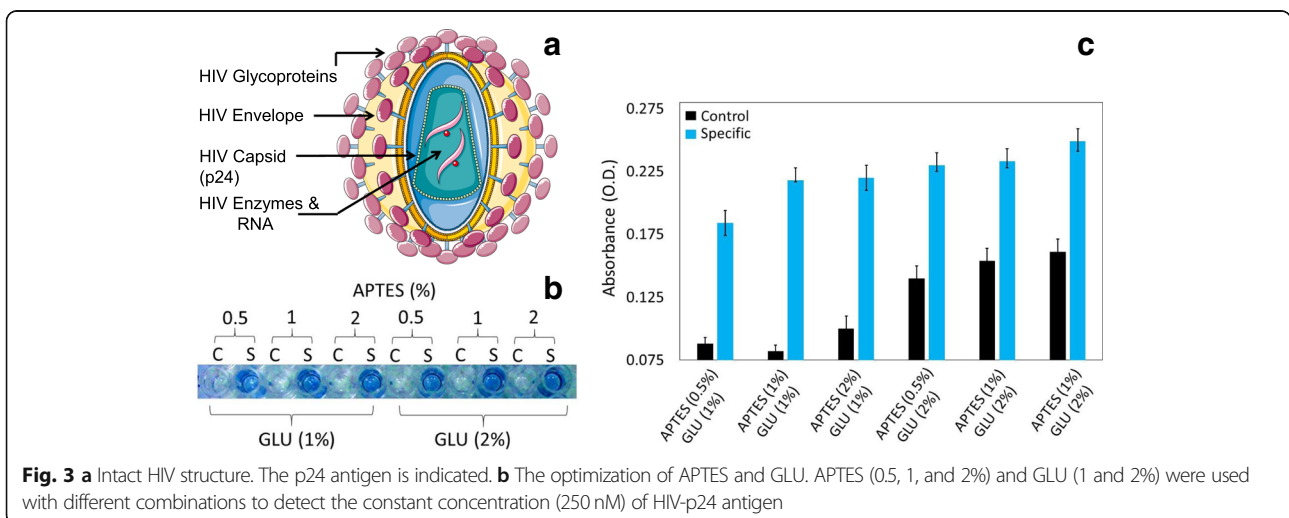 a
HIV Glycoproteins
HIV Envelope
HIV Capsid
(p24)
HIV Enzymes &
RNA
b
APTES (%)
0.5 1 2 0.5 1 2
C S C S C S C S C S C S
GLU (1%) GLU (2%)
c
Control
Specific
Absorbance (O.D.)
0.275
0.225
0.175
0.125
0.075
APTES (0.5%)
GLU (1%)
APTES (1%)
GLU (1%)
APTES (2%)
GLU (1%)
APTES (0.5%)
GLU (2%)
APTES (1%)
GLU (2%)
APTES (1%)
GLU (2%)
Fig. 3 a Intact HIV structure. The p24 antigen is indicated. b The optimization of APTES and GLU. APTES (0.5, 1, and 2%) and GLU (1 and 2%) were used
with different combinations to detect the constant concentration (250 nM) of HIV-p24 antigen